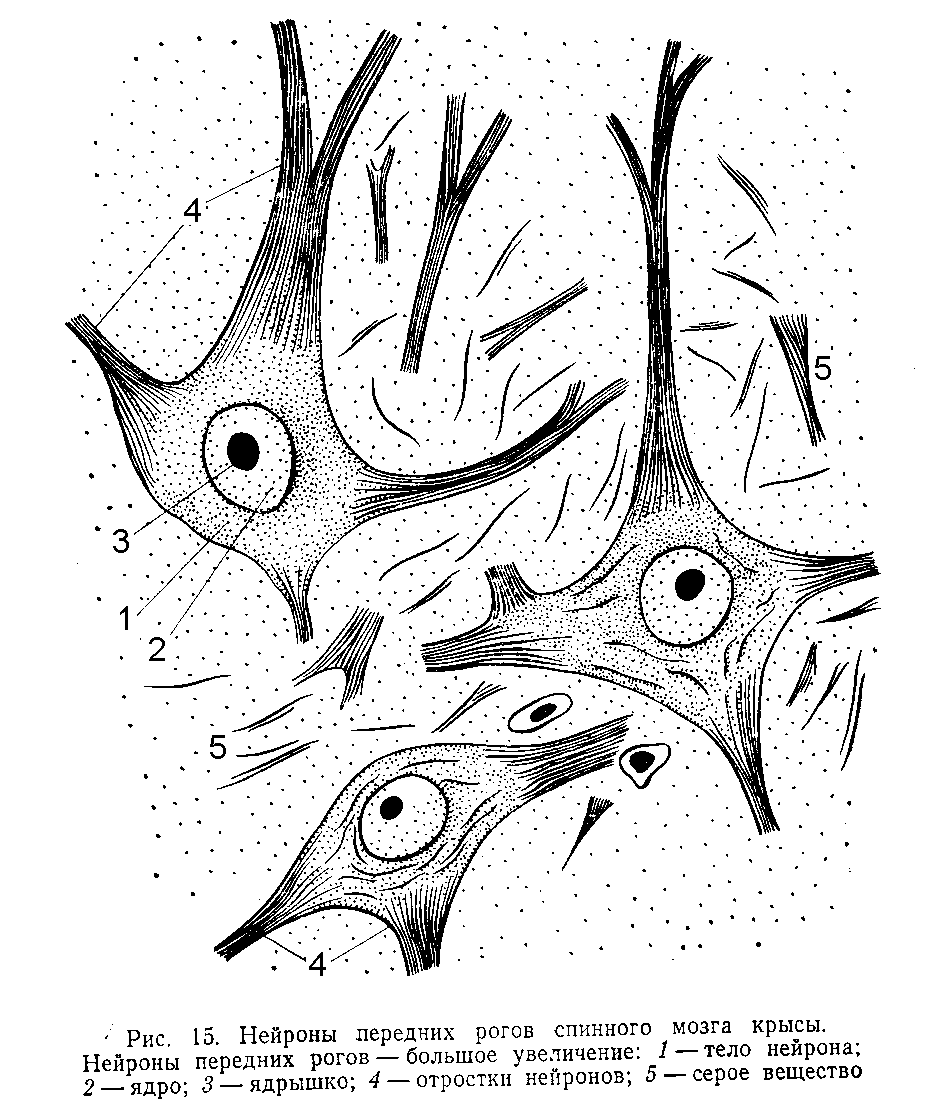 4
5
3
1
2
5
4
Рис. 15. Нейроны передних рогов спинного мозга крысы.
Нейроны передних рогов — большое увеличение: 1 — тело нейрона;
2 — ядро; 3 — ядрышко; 4 — отростки нейронов; 5 — серое вещество